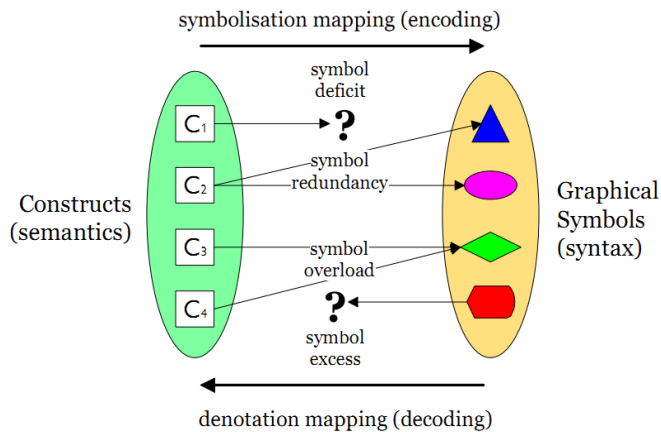 symbolisation mapping (encoding)
symbol
deficit
?
C1
symbol
redundancy
C2
Constructs
(semantics)
Graphical
Symbols
(syntax)
C3
symbol
overload
C4
?
symbol
excess
denotation mapping (decoding)